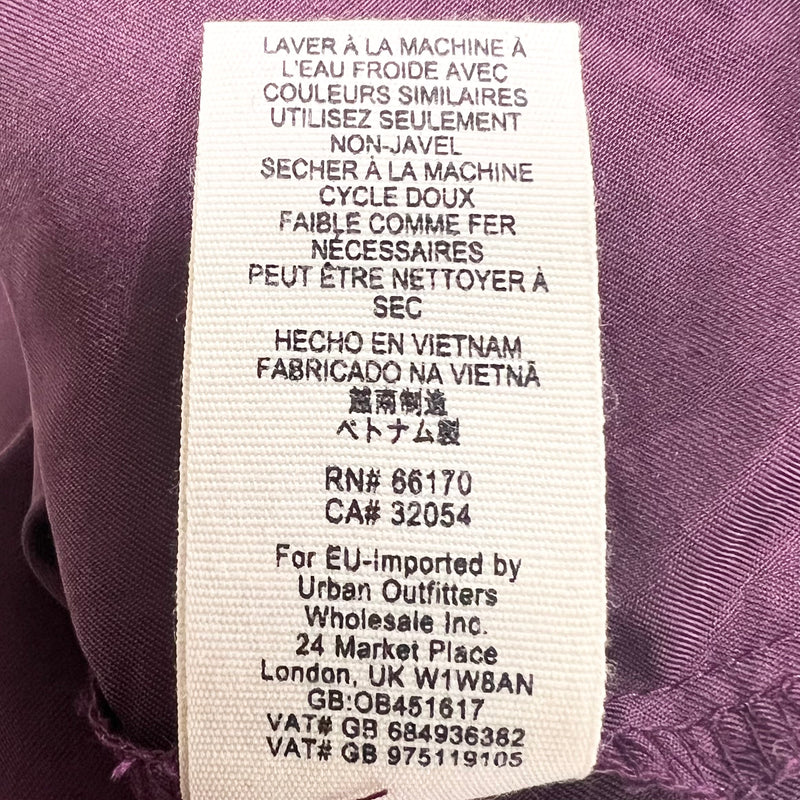 LAVER À LA MACHINE À
L'EAU FROIDE AVEC
COULEURS SIMILAIRES
UTILISEZ SEULEMENT
NON-JAVEL
SECHER À LA MACHINE
CYCLE DOUX
FAIBLE COMME FER
NÉCESSAIRES
PEUT ÊTRE NETTOYER À
SEC
HECHO EN VIETNAM
FABRICADO NA VIETNÃ
越南制造
ベトナム製
RN# 66170
CA# 32054
For EU-Imported by
Urban Outfitters
Wholesale Inc.
24 Market Place
London, UK W1W8AN
GB:OB451617
VAT# GB 684936382
VAT# GB 975119105